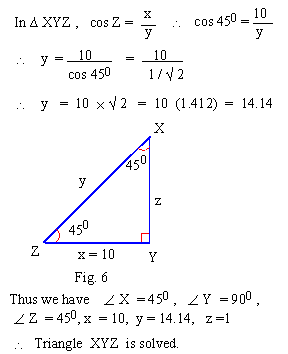 In Δ XYZ , cos Z = x/y ∴ cos 45⁰ = 10/y
∴ y = 10 / cos 45⁰ = 10 / 1 / √ 2
∴ y = 10 × √ 2 = 10 (1.412) = 14.14
X
45⁰
y
z
45⁰
Z
x = 10
Y
Fig. 6
Thus we have ∠ X = 45⁰ , ∠ Y = 90⁰ ,
∠ Z = 45⁰, x = 10, y = 14.14, z =1
∴ Triangle XYZ is solved.